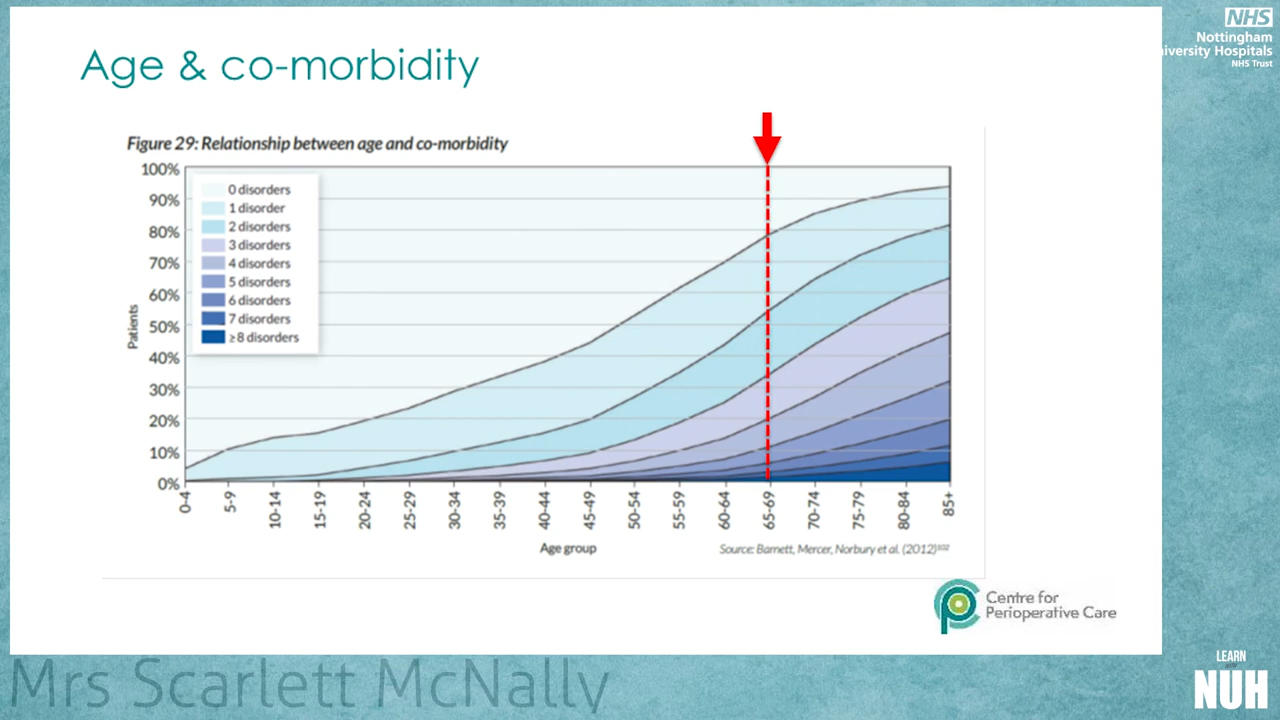 Age & co-morbidity
NHS
Nottingham
iversity Hospitals
NHS Trust
Figure 29: Relationship between age and co-morbidity
100%
90%
80%
70%
60%
50%
40%
30%
20%
10%
0%
Patients
0 disorders
1 disorder
2 disorders
3 disorders
4 disorders
5 disorders
6 disorders
7 disorders
≥8 disorders
0-4
5-9
10-14
15-19
20-24
25-29
30-34
35-39
40-44
45-49
50-54
55-59
60-64
65-69
70-74
75-79
80-84
85+
Age group
Source: Barnett, Mercer, Norbury et al. (2012)¹⁰²
Centre for
Perioperative Care
Mrs Scarlett McNally
LEARN
NUH